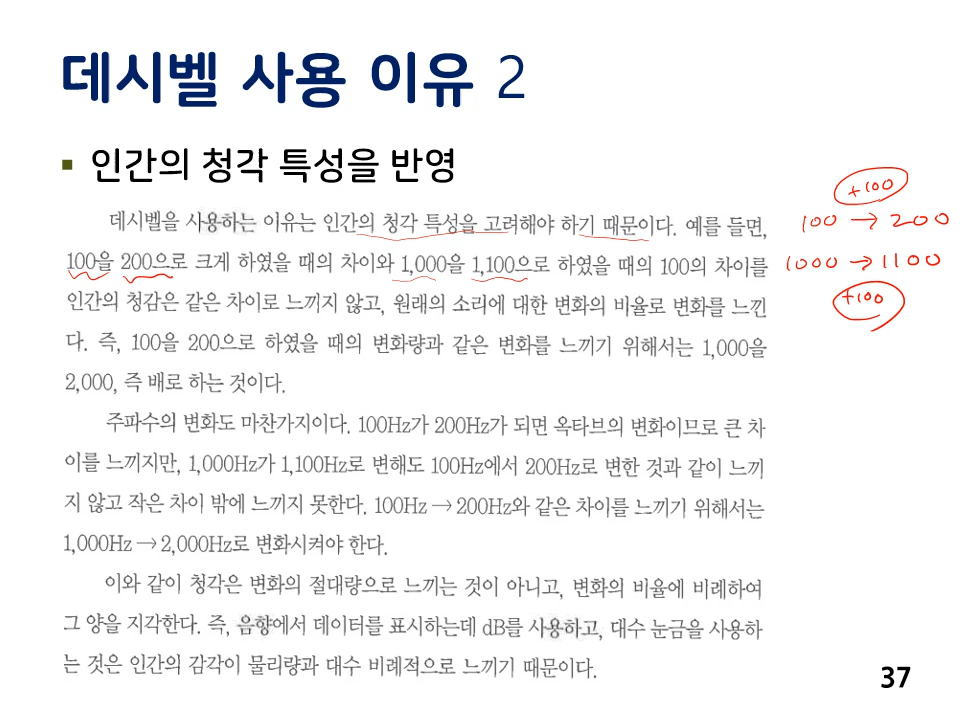 데시벨 사용 이유 2
▪ 인간의 청각 특성을 반영
데시벨을 사용하는 이유는 인간의 청각 특성을 고려해야 하기 때문이다. 예를 들면,
100을 200으로 크게 하였을 때의 차이와 1,000을 1,100으로 하였을 때의 100의 차이를
인간의 청감은 같은 차이로 느끼지 않고, 원래의 소리에 대한 변화의 비율로 변화를 느낀
다. 즉, 100을 200으로 하였을 때의 변화량과 같은 변화를 느끼기 위해서는 1,000을
2,000, 즉 배로 하는 것이다.
주파수의 변화도 마찬가지이다. 100Hz가 200Hz가 되면 옥타브의 변화이므로 큰 차
이를 느끼지만, 1,000Hz가 1,100Hz로 변해도 100Hz에서 200Hz로 변한 것과 같이 느끼
지 않고 작은 차이 밖에 느끼지 못한다. 100Hz → 200Hz와 같은 차이를 느끼기 위해서는
1,000Hz → 2,000Hz로 변화시켜야 한다.
이와 같이 청각은 변화의 절대량으로 느끼는 것이 아니고, 변화의 비율에 비례하여
그 양을 지각한다. 즉, 음향에서 데이터를 표시하는데 dB를 사용하고, 대수 눈금을 사용하
는 것은 인간의 감각이 물리량과 대수 비례적으로 느끼기 때문이다.
+100
100 → 200
1000 → 1100
+100
37